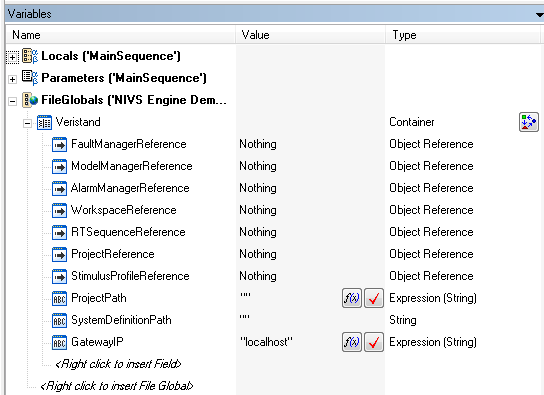 Variables
Name Value Type
Locals ('MainSequence')
Parameters ('MainSequence')
FileGlobals ('NIVS Engine Dem...
Veristand Container
FaultManagerReference Nothing Object Reference
ModelManagerReference Nothing Object Reference
AlarmManagerReference Nothing Object Reference
WorkspaceReference Nothing Object Reference
RTSequenceReference Nothing Object Reference
ProjectReference Nothing Object Reference
StimulusProfileReference Nothing Object Reference
ABC ProjectPath "" f(x) Expression (String)
ABC SystemDefinitionPath "" String
ABC GatewayIP "localhost" f(x) Expression (String)
<Right click to insert Field>
<Right click to insert File Global>